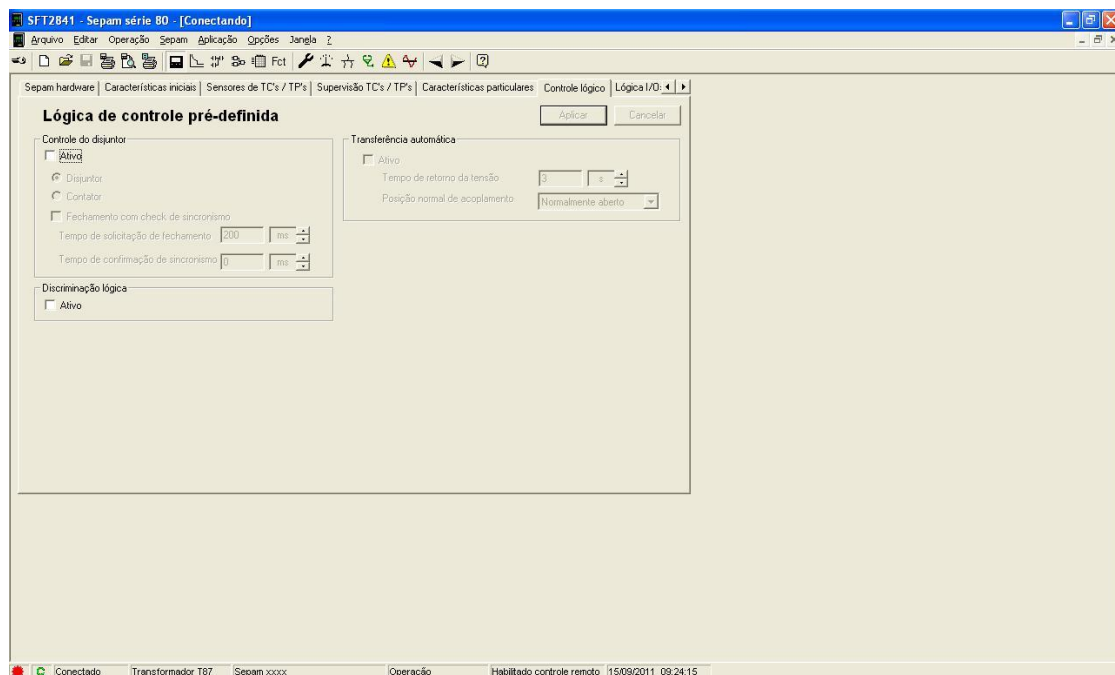 SFT2841 - Sepam série 80 - [Conectando]
Arquivo Editar Operação Sepam Aplicação Opções Janela ?
Fct
Sepam hardware Características iniciais Sensores de TC's / TP's Supervisão TC's / TP's Características particulares Controle lógico Lógica I/O:
Lógica de controle pré-definida
Aplicar Cancelar
Controle do disjuntor
Ativo
Disjuntor
Contator
Fechamento com check de sincronismo
Tempo de solicitação de fechamento 200 ms
Tempo de confirmação de sincronismo 0 ms
Discriminação lógica
Ativo
Transferência automática
Ativo
Tempo de retorno da tensão 3 s
Posição normal de acoplamento Normalmente aberto
C Conectado Transformador T87 Sepam xxxx Operação Habilitado controle remoto 15/09/2011 09:24:15